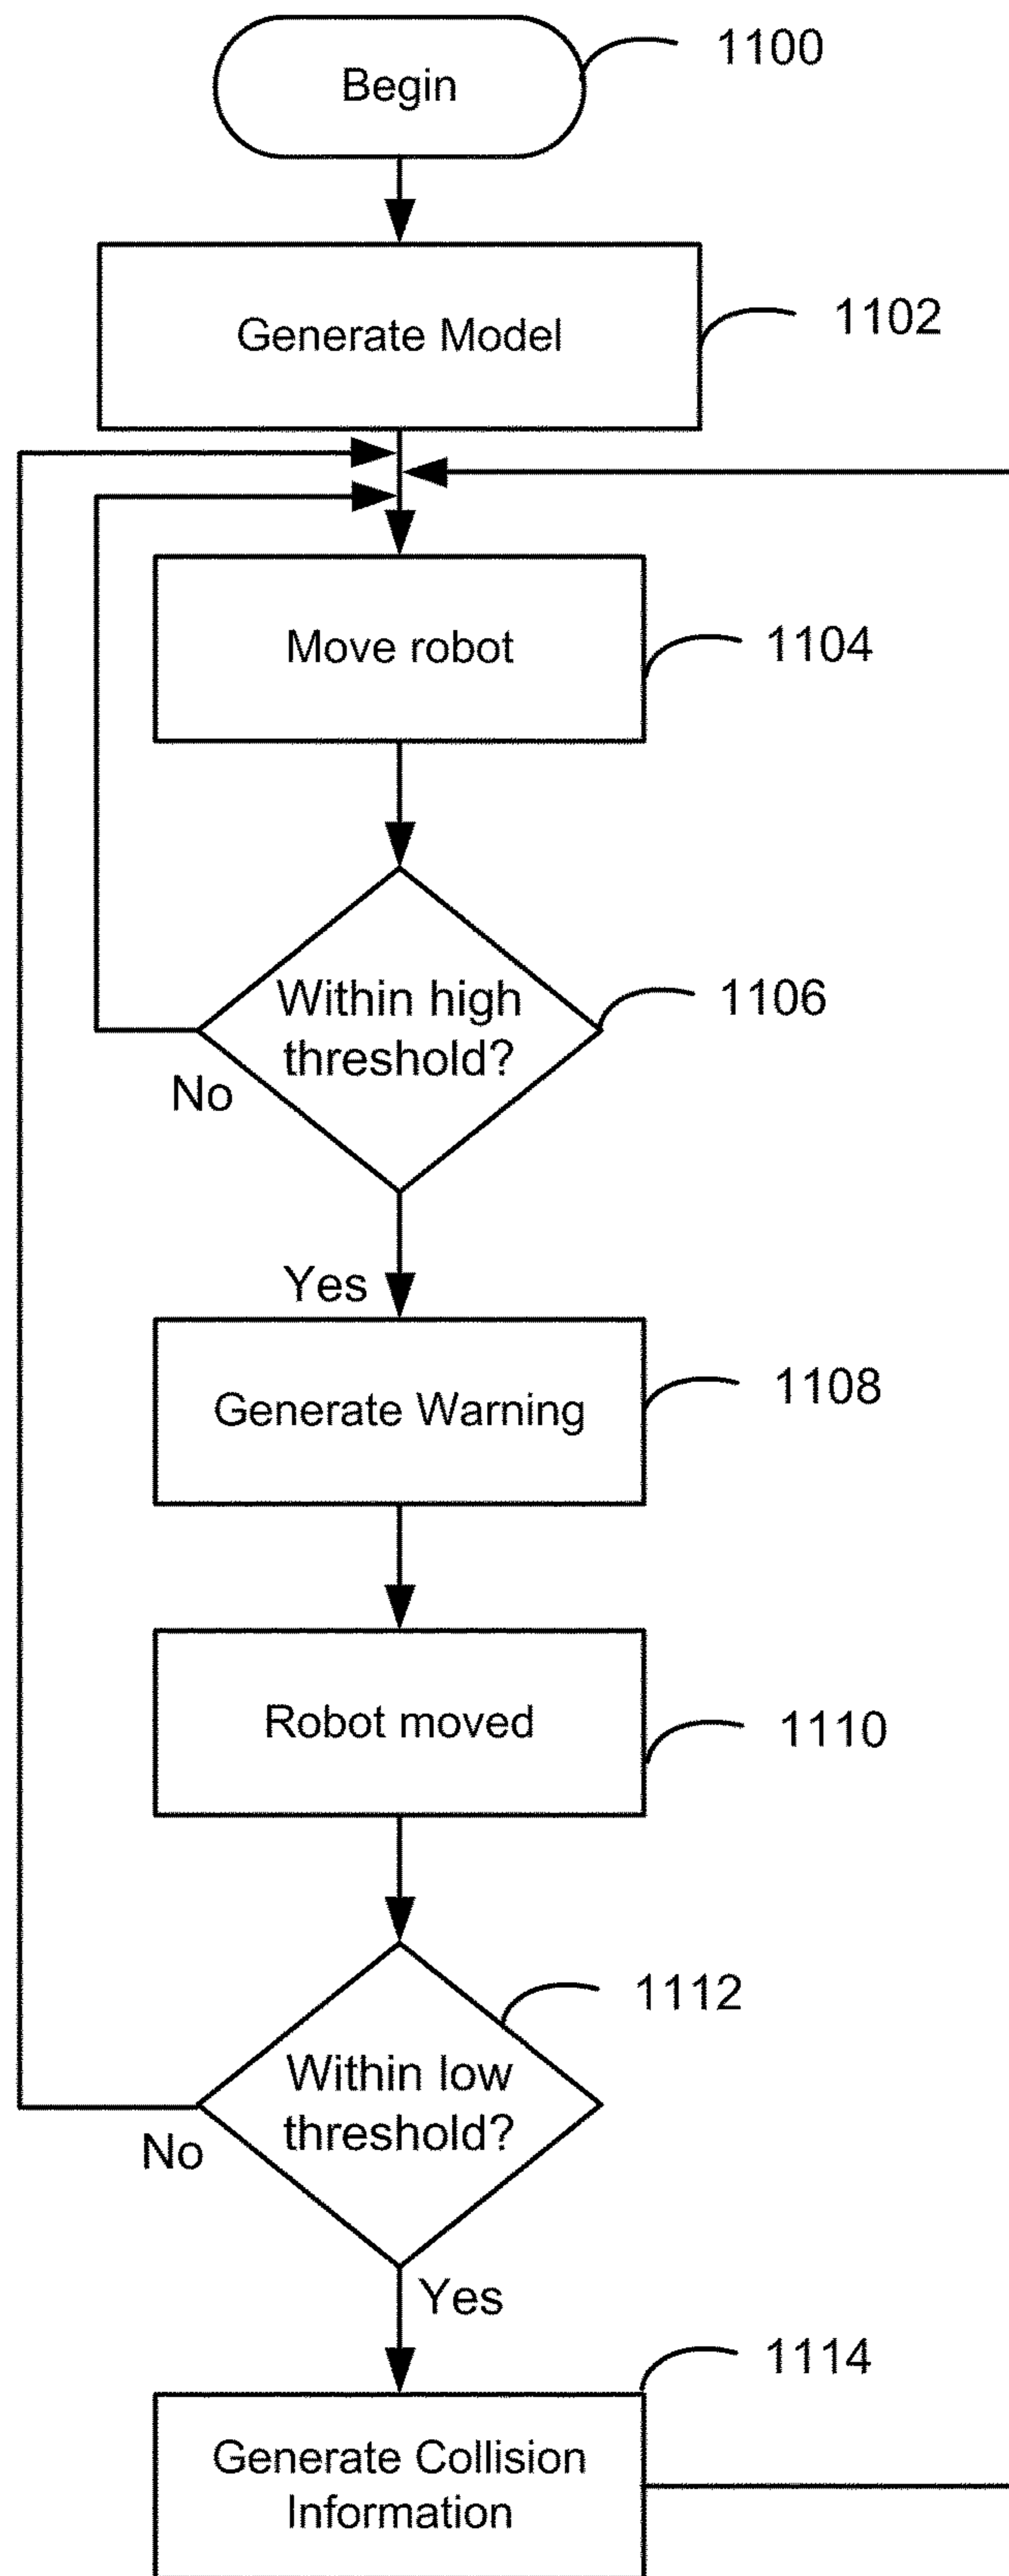 Begin
1100
Generate Model
1102
Move robot
1104
Within high
threshold?
1106
No
Yes
Generate Warning
1108
Robot moved
1110
1112
Within low
threshold?
No
Yes
1114
Generate Collision
Information